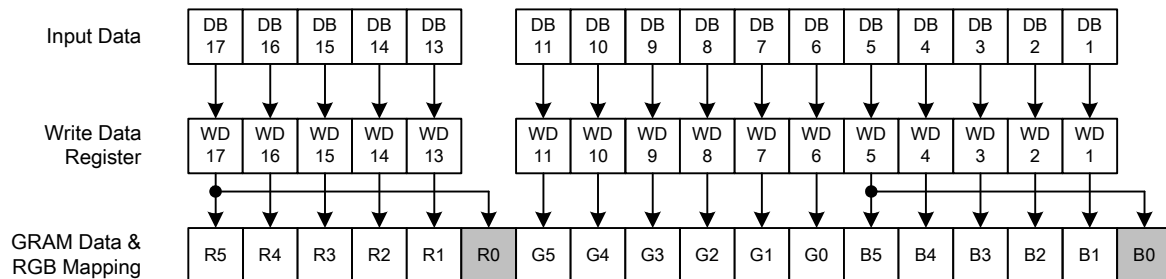 Input Data
DB 17 DB 16 DB 15 DB 14 DB 13 DB 11 DB 10 DB 9 DB 8 DB 7 DB 6 DB 5 DB 4 DB 3 DB 2 DB 1
Write Data
Register
WD 17 WD 16 WD 15 WD 14 WD 13 WD 11 WD 10 WD 9 WD 8 WD 7 WD 6 WD 5 WD 4 WD 3 WD 2 WD 1
GRAM Data &
RGB Mapping
R5 R4 R3 R2 R1 R0 G5 G4 G3 G2 G1 G0 B5 B4 B3 B2 B1 B0